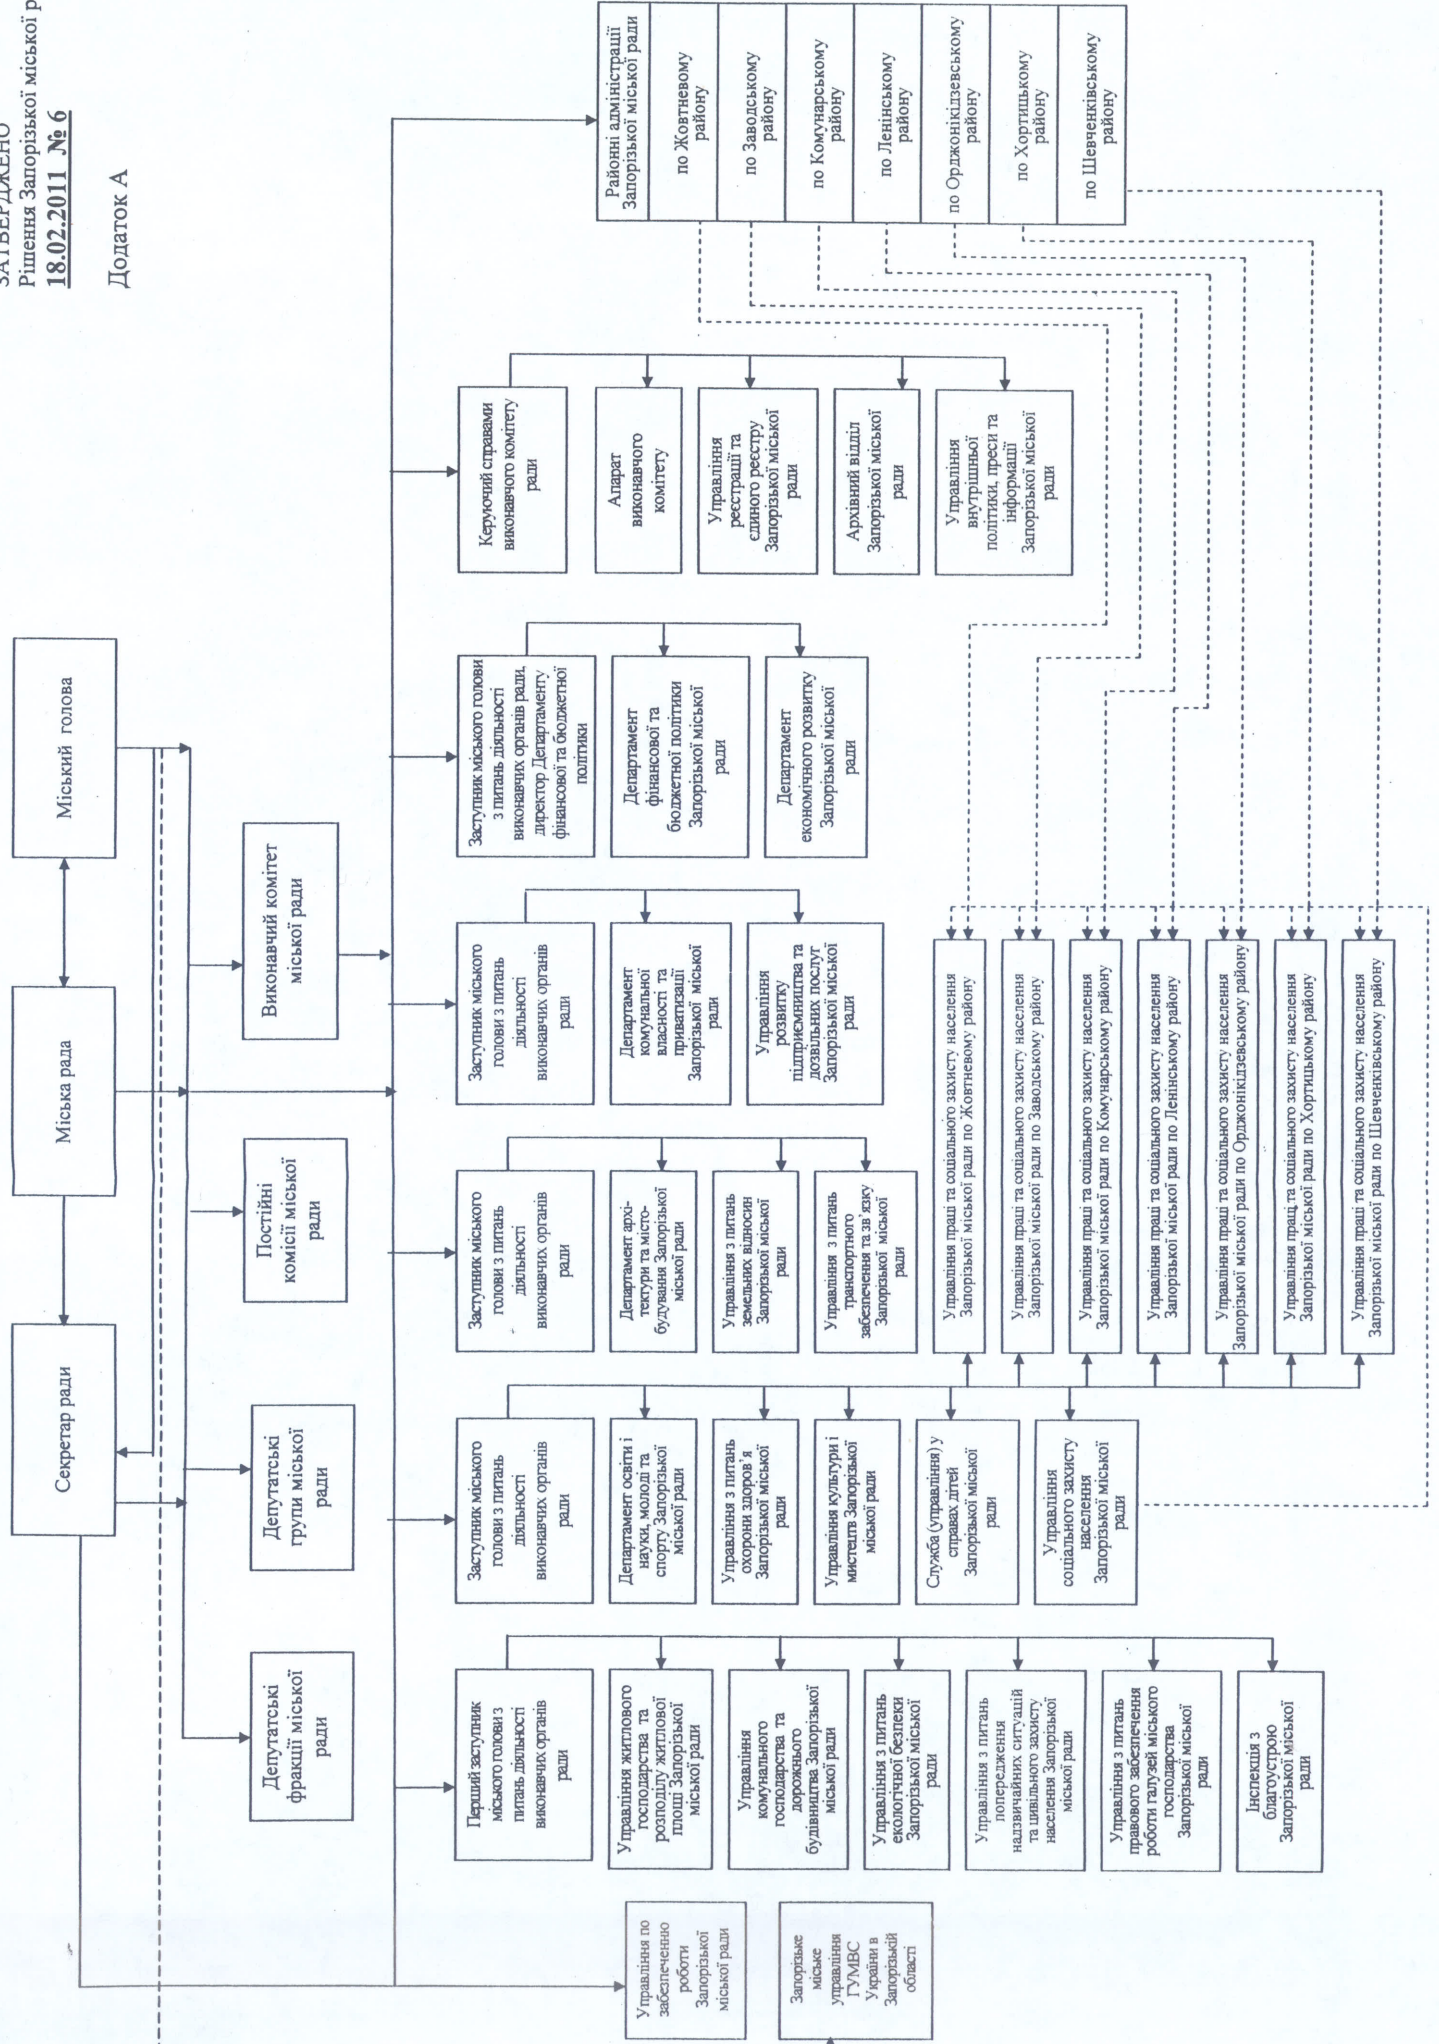 ЗАТВЕРДЖЕНО
Рішення Запорізької міської р
18.02.2011 № 6
Додаток А
Секретар ради
Міська рада
Міський голова
Депутатські
фракції міської
ради
Депутатські
групи міської
ради
Постійні
комісії міської
ради
Виконавчий комітет
міської ради
Управління по
забезпеченню
роботи
Запорізької
міської ради
Запорізьке
міське
управління
ГУМВС
України в
Запорізькій
області
Перший заступник
міського голови з
питань діяльності
виконавчих органів
ради
Управління житлового
господарства та
розподілу житлової
площі Запорізької
міської ради
Управління
комунального
господарства та
дорожнього
будівництва Запорізької
міської ради
Управління з питань
екологічної безпеки
Запорізької міської
ради
Управління з питань
попередження
надзвичайних ситуацій
та цивільного захисту
населення Запорізької
міської ради
Управління з питань
правового забезпечення
роботи галузей міського
господарства
Запорізької міської
ради
Інспекція з
благоустрою
Запорізької міської
ради
Заступник міського
голови з питань
діяльності
виконавчих органів
ради
Департамент освіти і
науки, молоді та
спорту Запорізької
міської ради
Управління з питань
охорони здоров'я
Запорізької міської
ради
Управління культури і
мистецтв Запорізької
міської ради
Служба (управління) у
справах дітей
Запорізької міської
ради
Управління
соціального захисту
населення
Запорізької міської
ради
Заступник міського
голови з питань
діяльності
виконавчих органів
ради
Департамент архі-
тектури та місто-
будування Запорізької
міської ради
Управління з питань
земельних відносин
Запорізької міської
ради
Управління з питань
транспортного
забезпечення та зв'язку
Запорізької міської
ради
Заступник міського
голови з питань
діяльності
виконавчих органів
ради
Департамент
комунальної
власності та
приватизації
Запорізької міської
ради
Управління
розвитку
підприємництва та
дозвільних послуг
Запорізької міської
ради
Управління праці та соціального захисту населення
Запорізької міської ради по Жовтневому району
Управління праці та соціального захисту населення
Запорізької міської ради по Заводському району
Управління праці та соціального захисту населення
Запорізької міської ради по Комунарському району
Управління праці та соціального захисту населення
Запорізької міської ради по Ленінському району
Управління праці та соціального захисту населення
Запорізької міської ради по Орджонікідзевському району
Управління праці та соціального захисту населення
Запорізької міської ради по Хортицькому району
Управління праці та соціального захисту населення
Запорізької міської ради по Шевченківському району
Заступник міського голови
з питань діяльності
виконавчих органів ради,
директор Департаменту
фінансової та бюджетної
політики
Департамент
фінансової та
бюджетної політики
Запорізької міської
ради
Департамент
економічного розвитку
Запорізької міської
ради
Керуючий справами
виконавчого комітету
ради
Апарат
виконавчого
комітету
Управління
реєстрації та
єдиного реєстру
Запорізької міської
ради
Архівний відділ
Запорізької міської
ради
Управління
внутрішньої
політики, преси та
інформації
Запорізької міської
ради
Районні адміністрації
Запорізької міської ради
по Жовтневому
району
по Заводському
району
по Комунарському
району
по Ленінському
району
по Орджонікідзевському
району
по Хортицькому
району
по Шевченківському
району